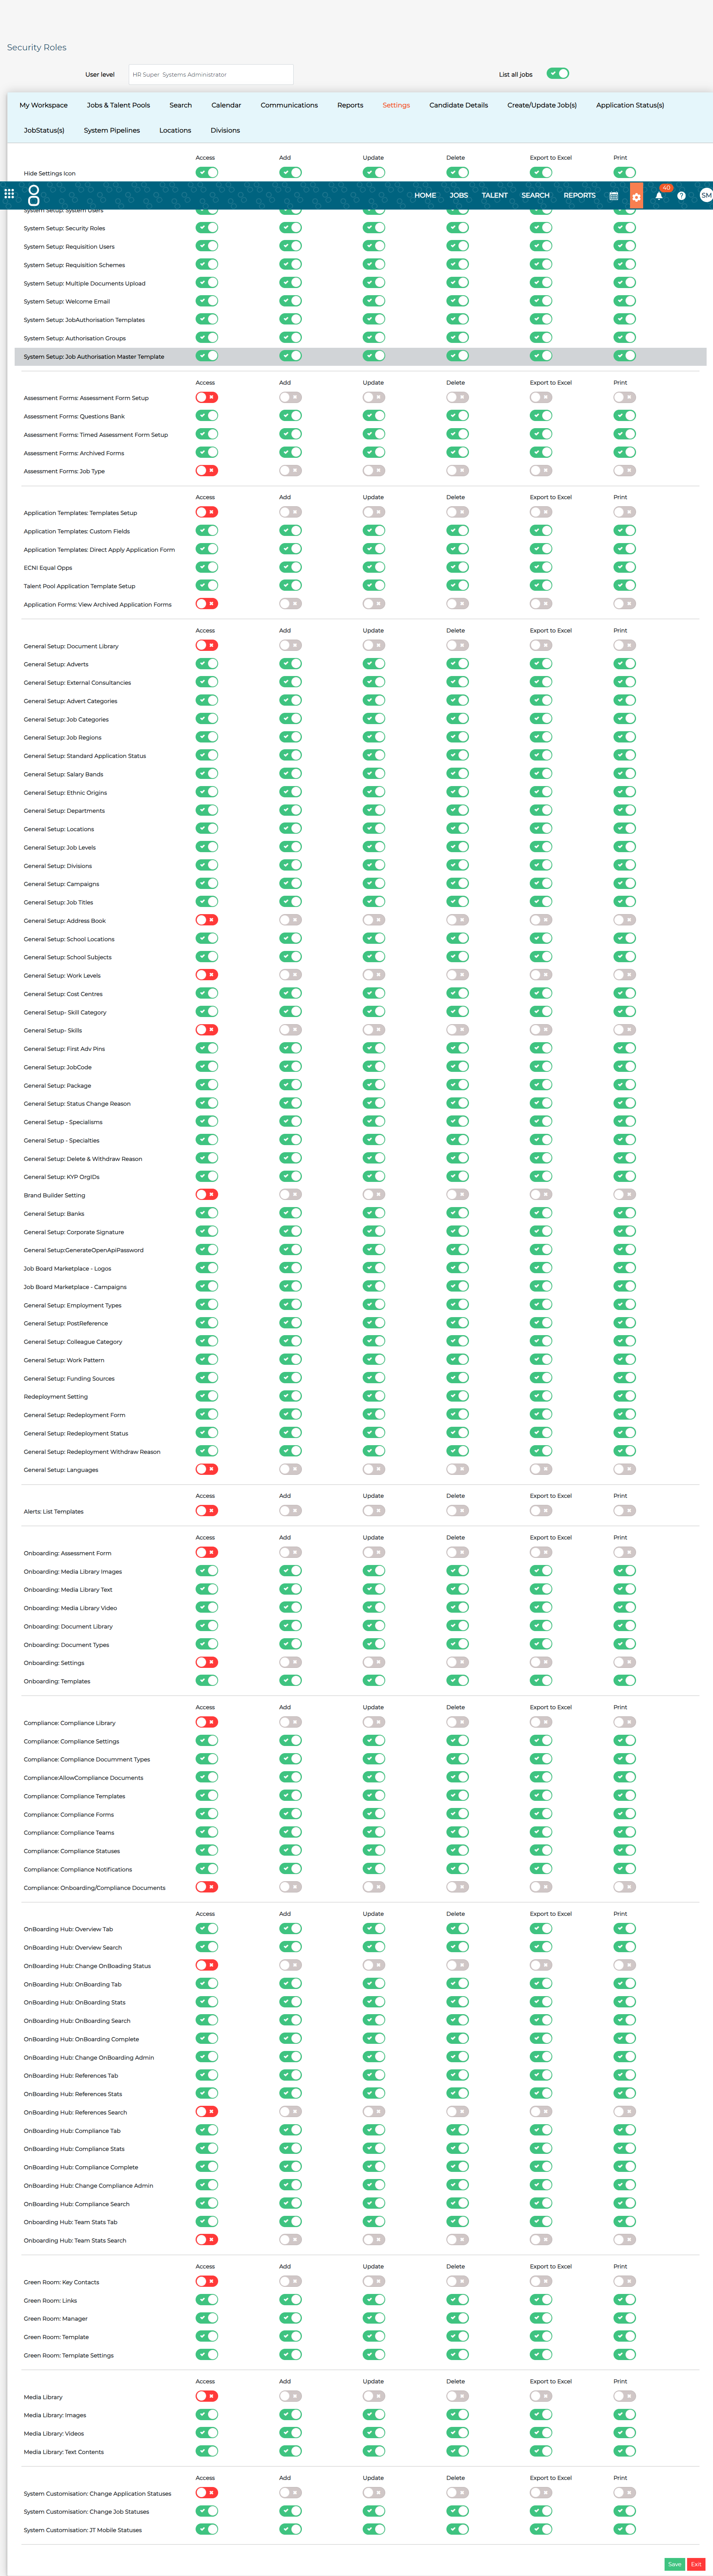 Security Roles
User level HR Super Systems Administrator List all jobs
My Workspace Jobs & Talent Pools Search Calendar Communications Reports Settings Candidate Details Create/Update Job(s) Application Status(s)
JobStatus(s) System Pipelines Locations Divisions
Access Add Update Delete Export to Excel Print
Hide Settings Icon
HOME JOBS TALENT SEARCH REPORTS 40 SM
System Setup: System Users
System Setup: Security Roles
System Setup: Requisition Users
System Setup: Requisition Schemes
System Setup: Multiple Documents Upload
System Setup: Welcome Email
System Setup: JobAuthorisation Templates
System Setup: Authorisation Groups
System Setup: Job Authorisation Master Template
Access Add Update Delete Export to Excel Print
Assessment Forms: Assessment Form Setup
Assessment Forms: Questions Bank
Assessment Forms: Timed Assessment Form Setup
Assessment Forms: Archived Forms
Assessment Forms: Job Type
Access Add Update Delete Export to Excel Print
Application Templates: Templates Setup
Application Templates: Custom Fields
Application Templates: Direct Apply Application Form
ECNI Equal Opps
Talent Pool Application Template Setup
Application Forms: View Archived Application Forms
Access Add Update Delete Export to Excel Print
General Setup: Document Library
General Setup: Adverts
General Setup: External Consultancies
General Setup: Advert Categories
General Setup: Job Categories
General Setup: Job Regions
General Setup: Standard Application Status
General Setup: Salary Bands
General Setup: Ethnic Origins
General Setup: Departments
General Setup: Locations
General Setup: Job Levels
General Setup: Divisions
General Setup: Campaigns
General Setup: Job Titles
General Setup: Address Book
General Setup: School Locations
General Setup: School Subjects
General Setup: Work Levels
General Setup: Cost Centres
General Setup- Skill Category
General Setup- Skills
General Setup: First Adv Pins
General Setup: JobCode
General Setup: Package
General Setup: Status Change Reason
General Setup - Specialisms
General Setup - Specialties
General Setup: Delete & Withdraw Reason
General Setup: KYP OrgIDs
Brand Builder Setting
General Setup: Banks
General Setup: Corporate Signature
General Setup:GenerateOpenApiPassword
Job Board Marketplace - Logos
Job Board Marketplace - Campaigns
General Setup: Employment Types
General Setup: PostReference
General Setup: Colleague Category
General Setup: Work Pattern
General Setup: Funding Sources
Redeployment Setting
General Setup: Redeployment Form
General Setup: Redeployment Status
General Setup: Redeployment Withdraw Reason
General Setup: Languages
Access Add Update Delete Export to Excel Print
Alerts: List Templates
Access Add Update Delete Export to Excel Print
Onboarding: Assessment Form
Onboarding: Media Library Images
Onboarding: Media Library Text
Onboarding: Media Library Video
Onboarding: Document Library
Onboarding: Document Types
Onboarding: Settings
Onboarding: Templates
Access Add Update Delete Export to Excel Print
Compliance: Compliance Library
Compliance: Compliance Settings
Compliance: Compliance Documment Types
Compliance:AllowCompliance Documents
Compliance: Compliance Templates
Compliance: Compliance Forms
Compliance: Compliance Teams
Compliance: Compliance Statuses
Compliance: Compliance Notifications
Compliance: Onboarding/Compliance Documents
Access Add Update Delete Export to Excel Print
OnBoarding Hub: Overview Tab
OnBoarding Hub: Overview Search
OnBoarding Hub: Change OnBoading Status
OnBoarding Hub: OnBoarding Tab
OnBoarding Hub: OnBoarding Stats
OnBoarding Hub: OnBoarding Search
OnBoarding Hub: OnBoarding Complete
OnBoarding Hub: Change OnBoarding Admin
OnBoarding Hub: References Tab
OnBoarding Hub: References Stats
OnBoarding Hub: References Search
OnBoarding Hub: Compliance Tab
OnBoarding Hub: Compliance Stats
OnBoarding Hub: Compliance Complete
OnBoarding Hub: Change Compliance Admin
OnBoarding Hub: Compliance Search
Onboarding Hub: Team Stats Tab
Onboarding Hub: Team Stats Search
Access Add Update Delete Export to Excel Print
Green Room: Key Contacts
Green Room: Links
Green Room: Manager
Green Room: Template
Green Room: Template Settings
Access Add Update Delete Export to Excel Print
Media Library
Media Library: Images
Media Library: Videos
Media Library: Text Contents
Access Add Update Delete Export to Excel Print
System Customisation: Change Application Statuses
System Customisation: Change Job Statuses
System Customisation: JT Mobile Statuses
Save Exit